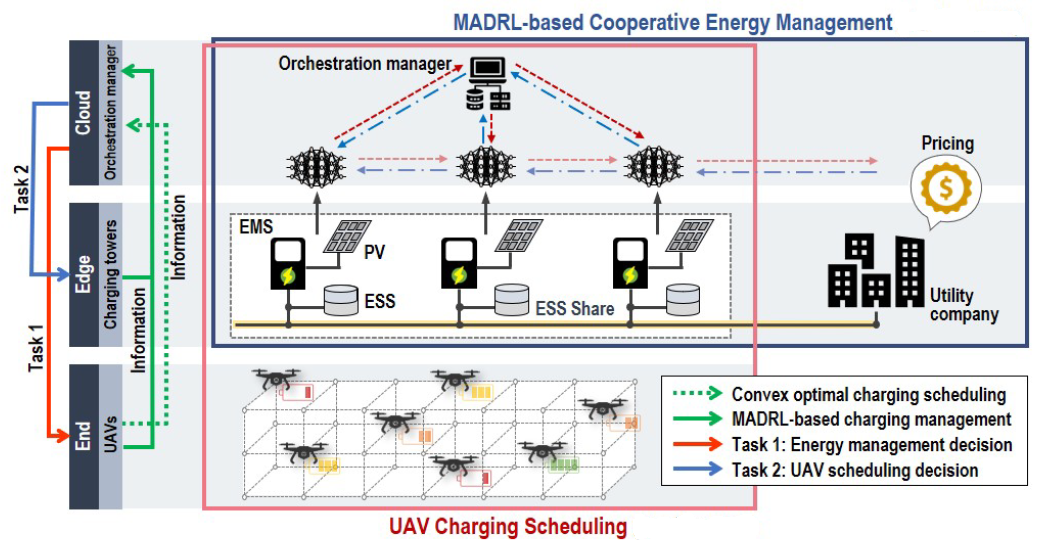 MADRL-based Cooperative Energy Management
Cloud
Orchestration manager
Orchestration manager
Pricing
$
Task 2
Information
Edge
Charging towers
EMS
PV
ESS
ESS Share
Utility
company
Task 1
Information
End
UAVs
Convex optimal charging scheduling
MADRL-based charging management
Task 1: Energy management decision
Task 2: UAV scheduling decision
UAV Charging Scheduling